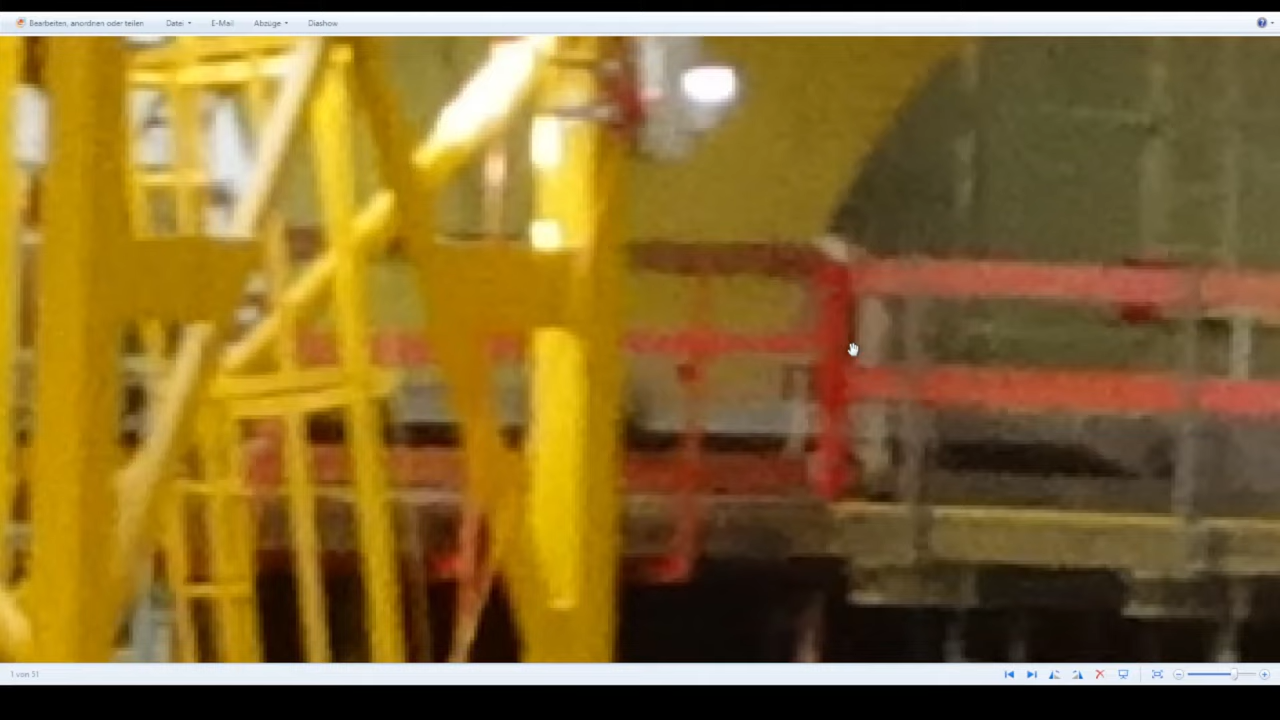 Bearbeiten, anordnen oder teilen Datei E-Mail Abzüge Diashow
1 von 51